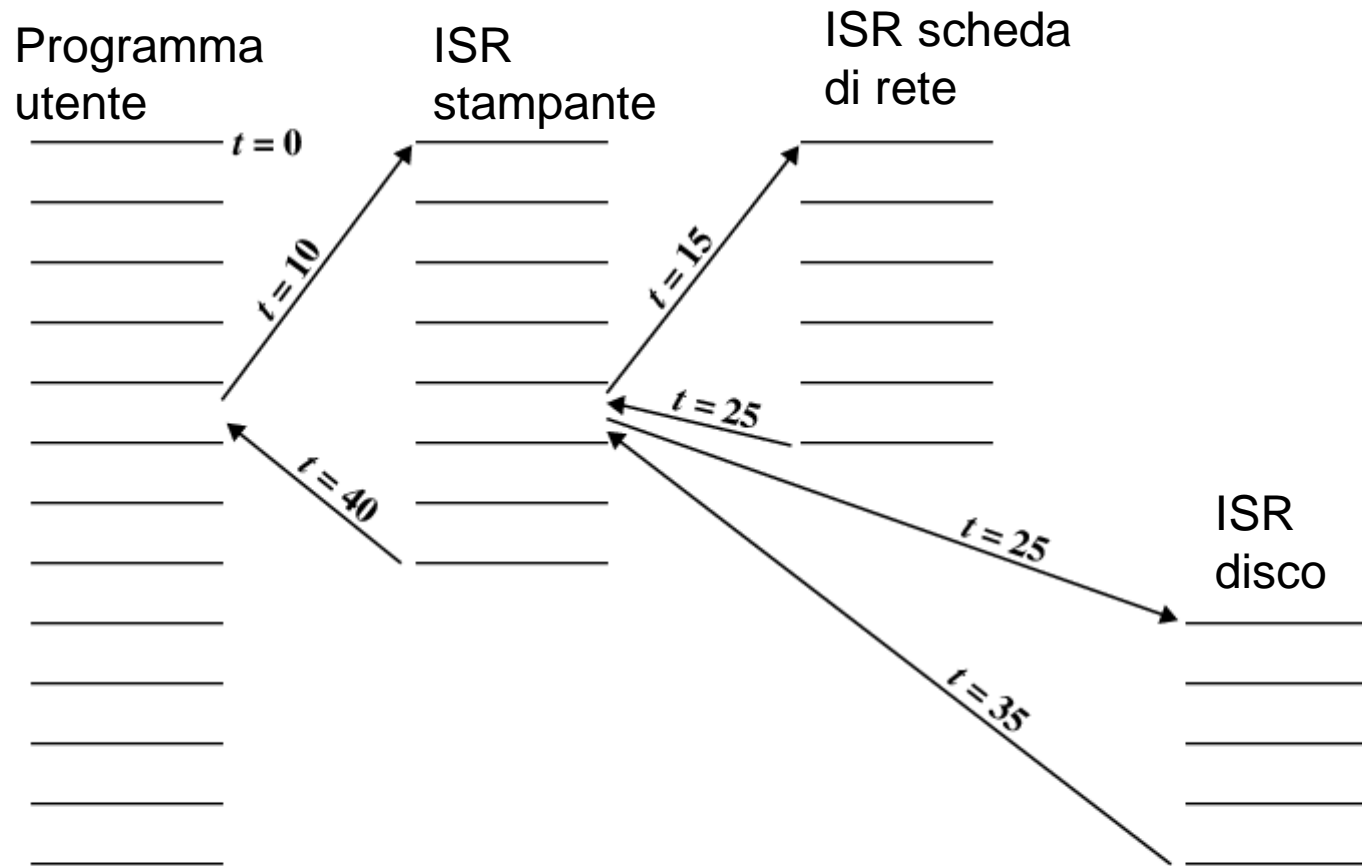 Programma
utente
ISR
stampante
ISR scheda
di rete
t = 0
t = 10
t = 15
t = 25
t = 40
t = 25
ISR
disco
t = 35